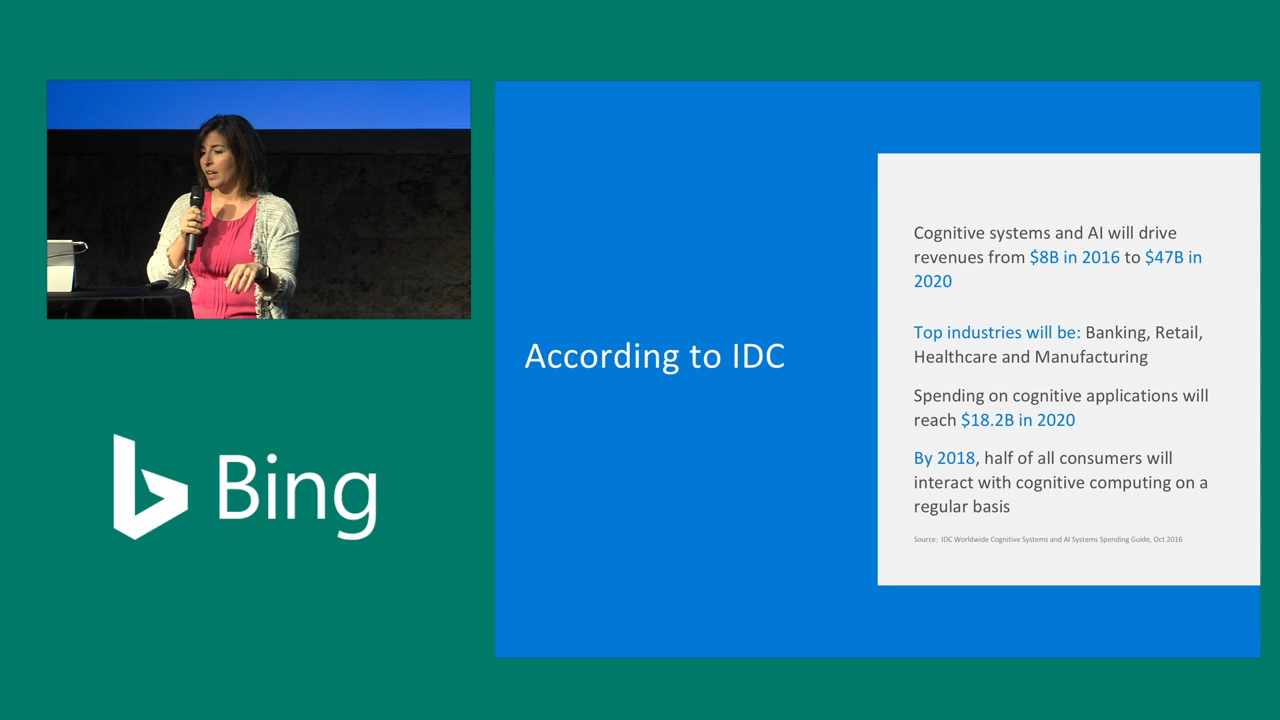 Bing
According to IDC
Cognitive systems and AI will drive
revenues from $8B in 2016 to $47B in
2020
Top industries will be: Banking, Retail,
Healthcare and Manufacturing
Spending on cognitive applications will
reach $18.2B in 2020
By 2018, half of all consumers will
interact with cognitive computing on a
regular basis
Source: IDC Worldwide Cognitive Systems and AI Systems Spending Guide, Oct 2016